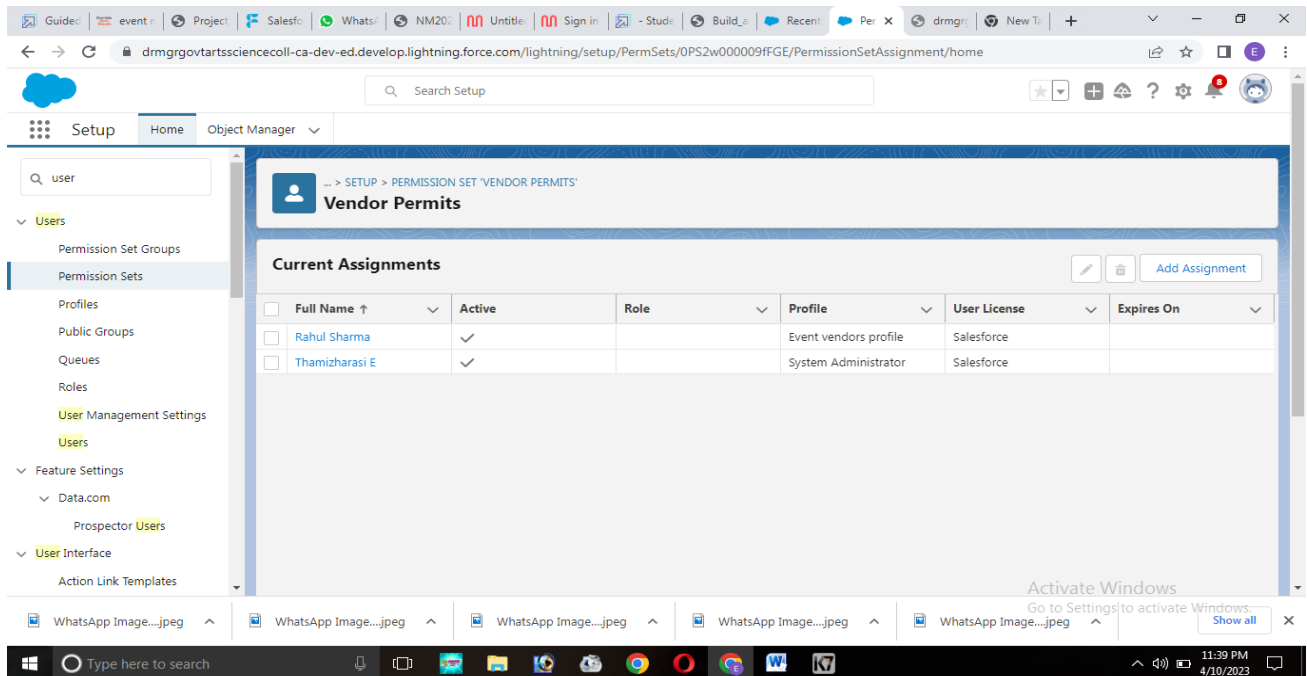 Guided event n Project Salesfo Whats NM202 Untitle Sign in - Stude Build_a Recent Per drmgrg New Ta
drmgrgovtartssciencecoll-ca-dev-ed.develop.lightning.force.com/lightning/setup/PermSets/0PS2w000009fFGE/PermissionSetAssignment/home E
Search Setup 8
Setup Home Object Manager
user
Users
Permission Set Groups
Permission Sets
Profiles
Public Groups
Queues
Roles
User Management Settings
Users
Feature Settings
Data.com
Prospector Users
User Interface
Action Link Templates
... > SETUP > PERMISSION SET 'VENDOR PERMITS'
Vendor Permits
Current Assignments Add Assignment
Full Name Active Role Profile User License Expires On
Rahul Sharma Event vendors profile Salesforce
Thamizharasi E System Administrator Salesforce
Activate Windows
Go to Settings to activate Windows.
WhatsApp Image....jpeg WhatsApp Image....jpeg WhatsApp Image....jpeg WhatsApp Image....jpeg WhatsApp Image....jpeg Show all
Type here to search 11:39 PM
4/10/2023